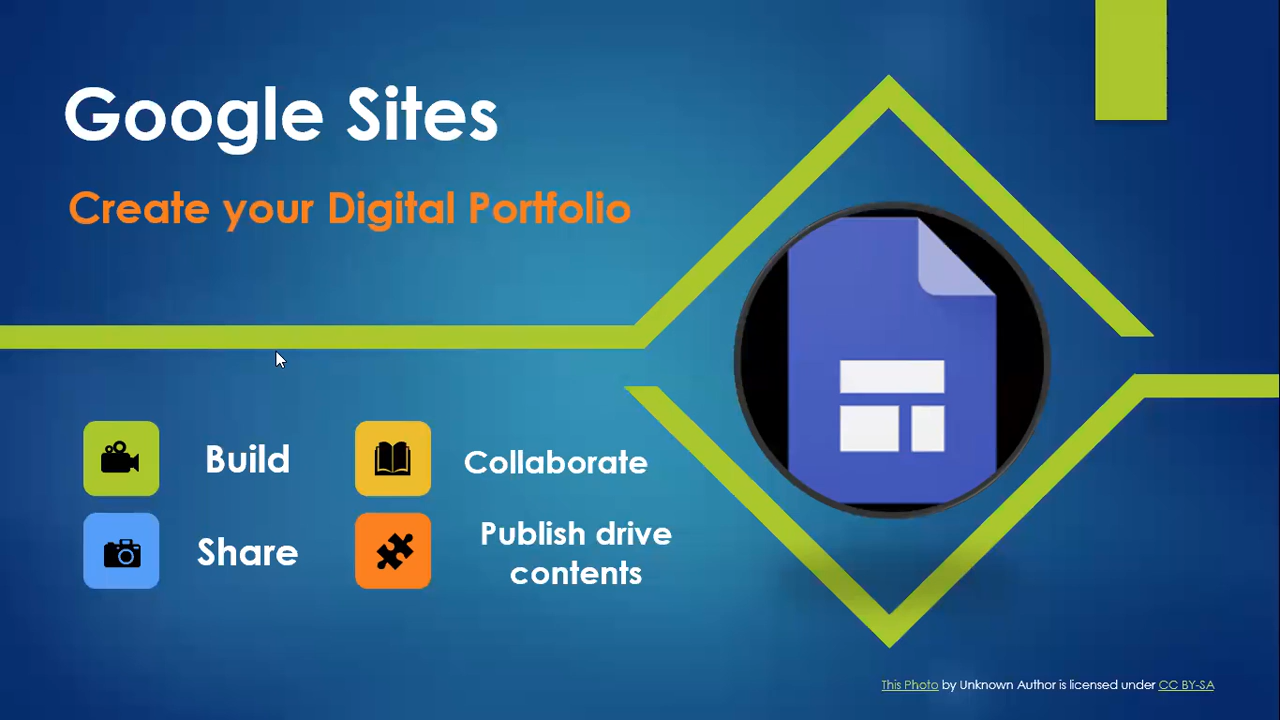 Google Sites
Create your Digital Portfolio
Build
Collaborate
Share
Publish drive
contents
This Photo by Unknown Author is licensed under CC BY-SA